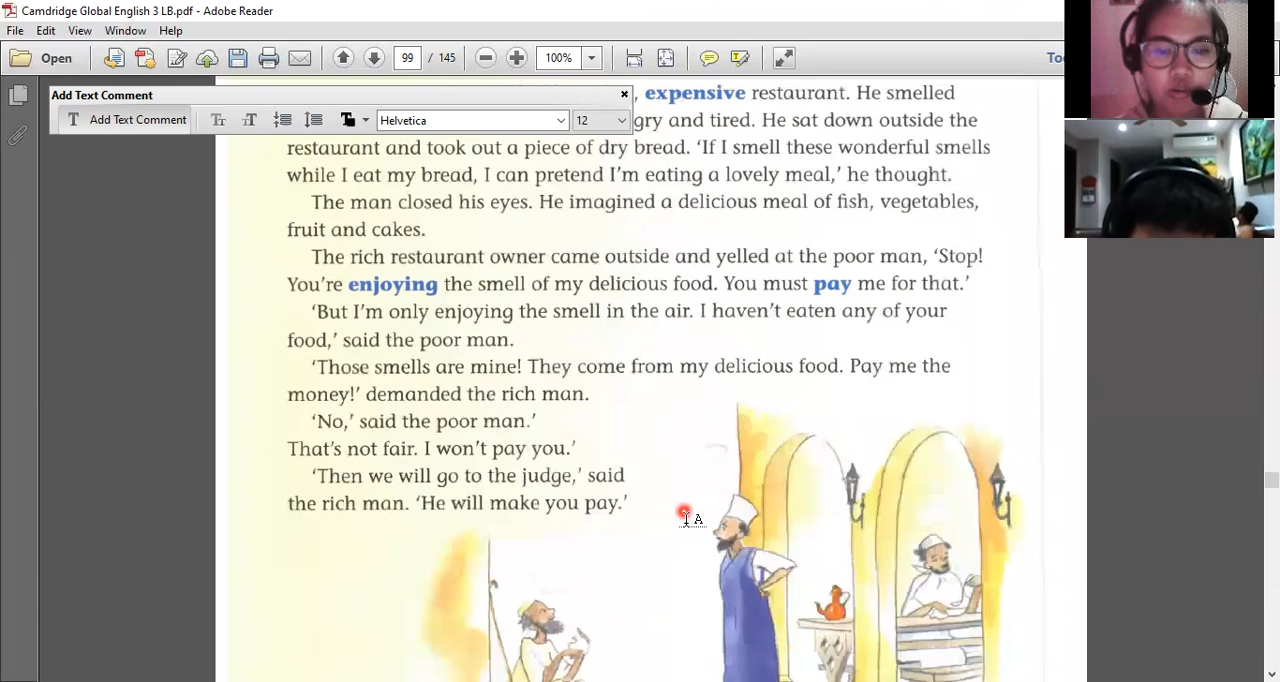 Camdridge Global English 3 LB.pdf - Adobe Reader
File Edit View Window Help
Open 99 / 145 100%
Add Text Comment
T Add Text Comment Helvetica 12
, expensive restaurant. He smelled
gry and tired. He sat down outside the
restaurant and took out a piece of dry bread. ‘If I smell these wonderful smells
while I eat my bread, I can pretend I’m eating a lovely meal,’ he thought.
The man closed his eyes. He imagined a delicious meal of fish, vegetables,
fruit and cakes.
The rich restaurant owner came outside and yelled at the poor man, ‘Stop!
You’re enjoying the smell of my delicious food. You must pay me for that.’
‘But I’m only enjoying the smell in the air. I haven’t eaten any of your
food,’ said the poor man.
‘Those smells are mine! They come from my delicious food. Pay me the
money!’ demanded the rich man.
‘No,’ said the poor man.’
That’s not fair. I won’t pay you.’
‘Then we will go to the judge,’ said
the rich man. ‘He will make you pay.’